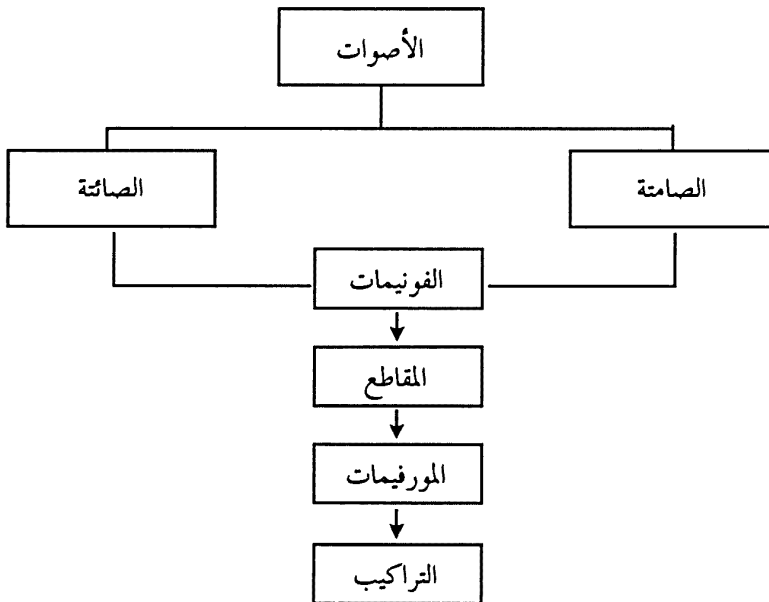 الأصوات
الصامتة
الصائتة
الفونيمات
المقاطع
المورفيمات
التراكيب